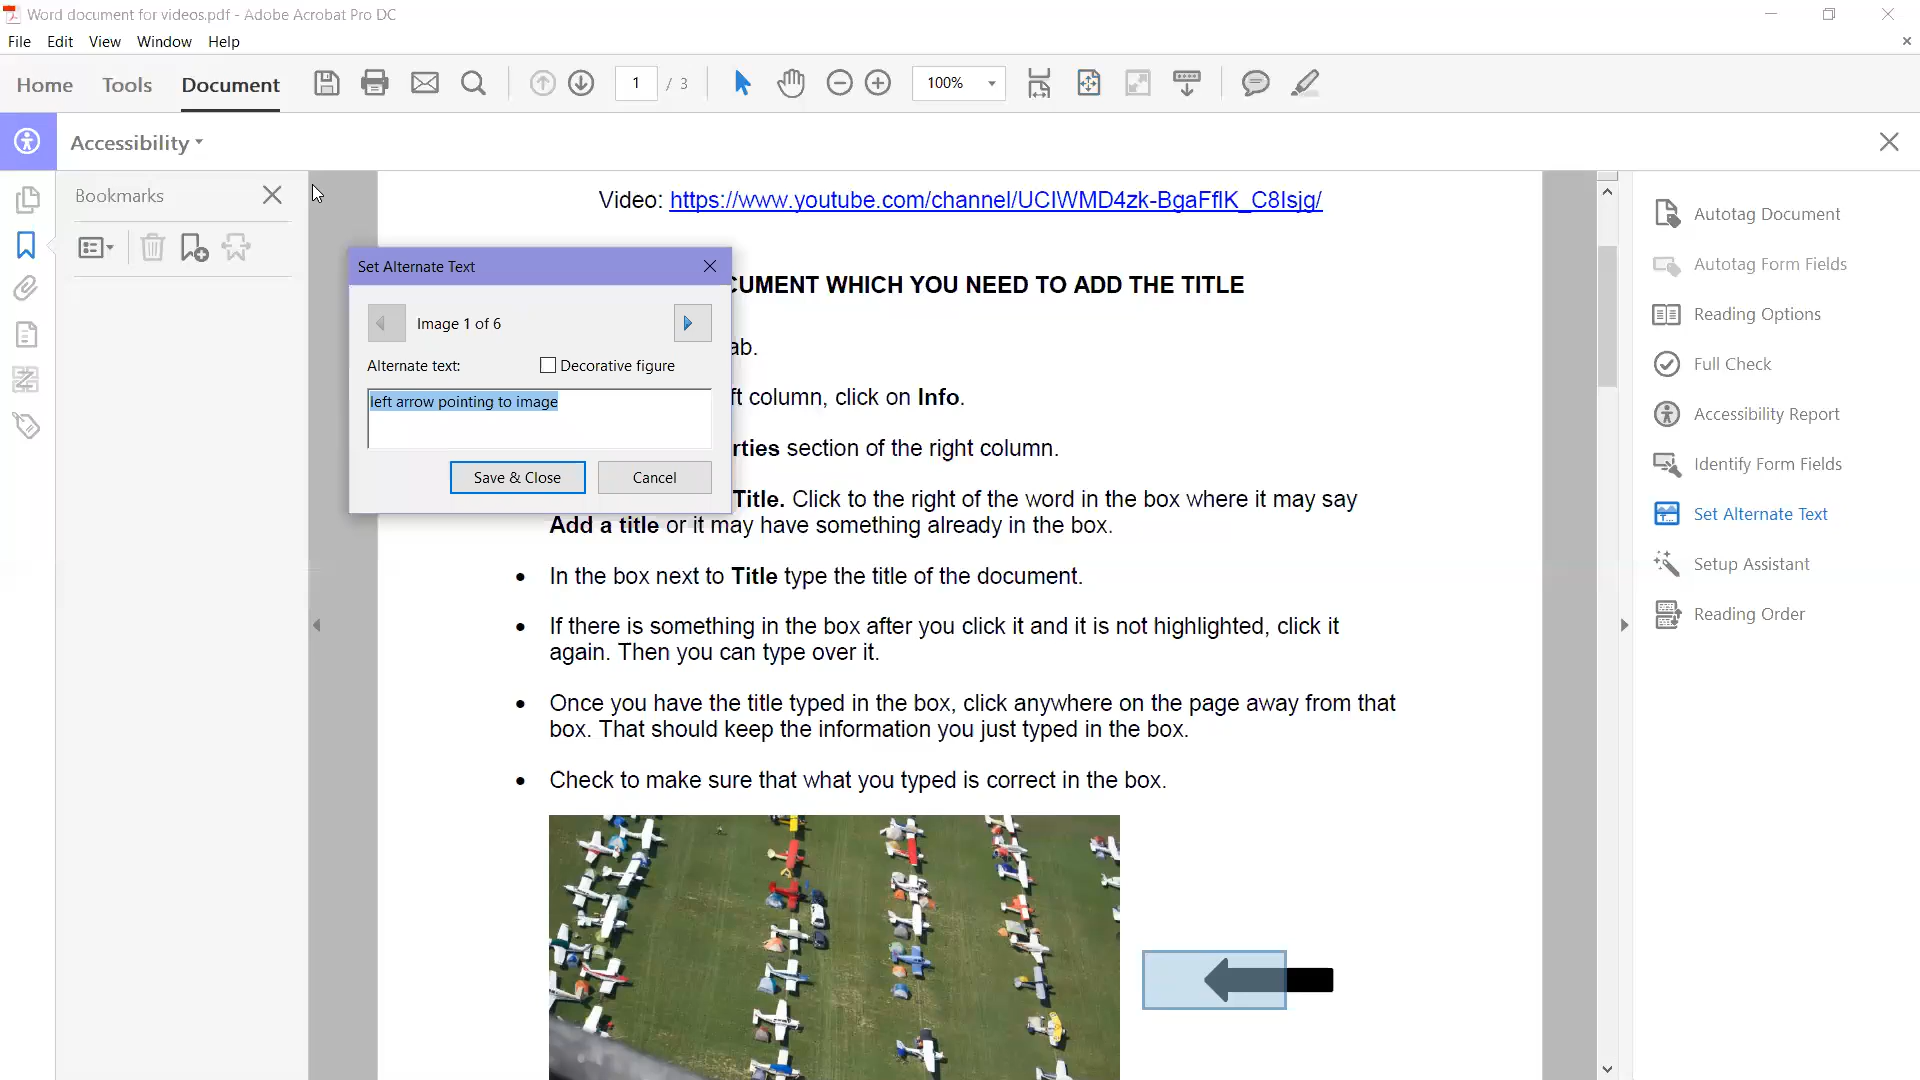 Word document for videos.pdf - Adobe Acrobat Pro DC
File Edit View Window Help
Home Tools Document 1 / 3 100%
Accessibility
Bookmarks
Video: https://www.youtube.com/channel/UCIWMD4zk-BgaFflK_C8Isjg/
CUMENT WHICH YOU NEED TO ADD THE TITLE
ab.
ft column, click on Info.
rties section of the right column.
Title. Click to the right of the word in the box where it may say
Add a title or it may have something already in the box.
• In the box next to Title type the title of the document.
• If there is something in the box after you click it and it is not highlighted, click it
again. Then you can type over it.
• Once you have the title typed in the box, click anywhere on the page away from that
box. That should keep the information you just typed in the box.
• Check to make sure that what you typed is correct in the box.
Set Alternate Text
Image 1 of 6
Alternate text: Decorative figure
left arrow pointing to image
Save & Close Cancel
Autotag Document
Autotag Form Fields
Reading Options
Full Check
Accessibility Report
Identify Form Fields
Set Alternate Text
Setup Assistant
Reading Order